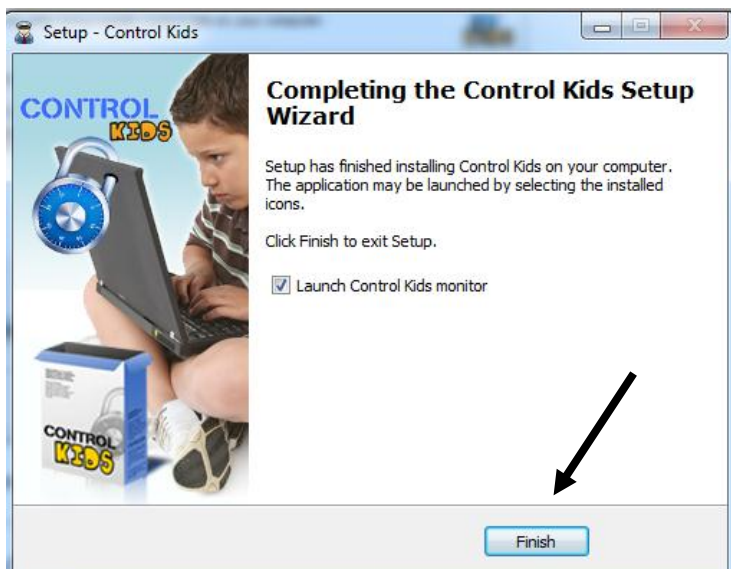 Setup - Control Kids
CONTROL
KIDS
Completing the Control Kids Setup
Wizard
Setup has finished installing Control Kids on your computer.
The application may be launched by selecting the installed
icons.
Click Finish to exit Setup.
Launch Control Kids monitor
CONTROL
KIDS
Finish